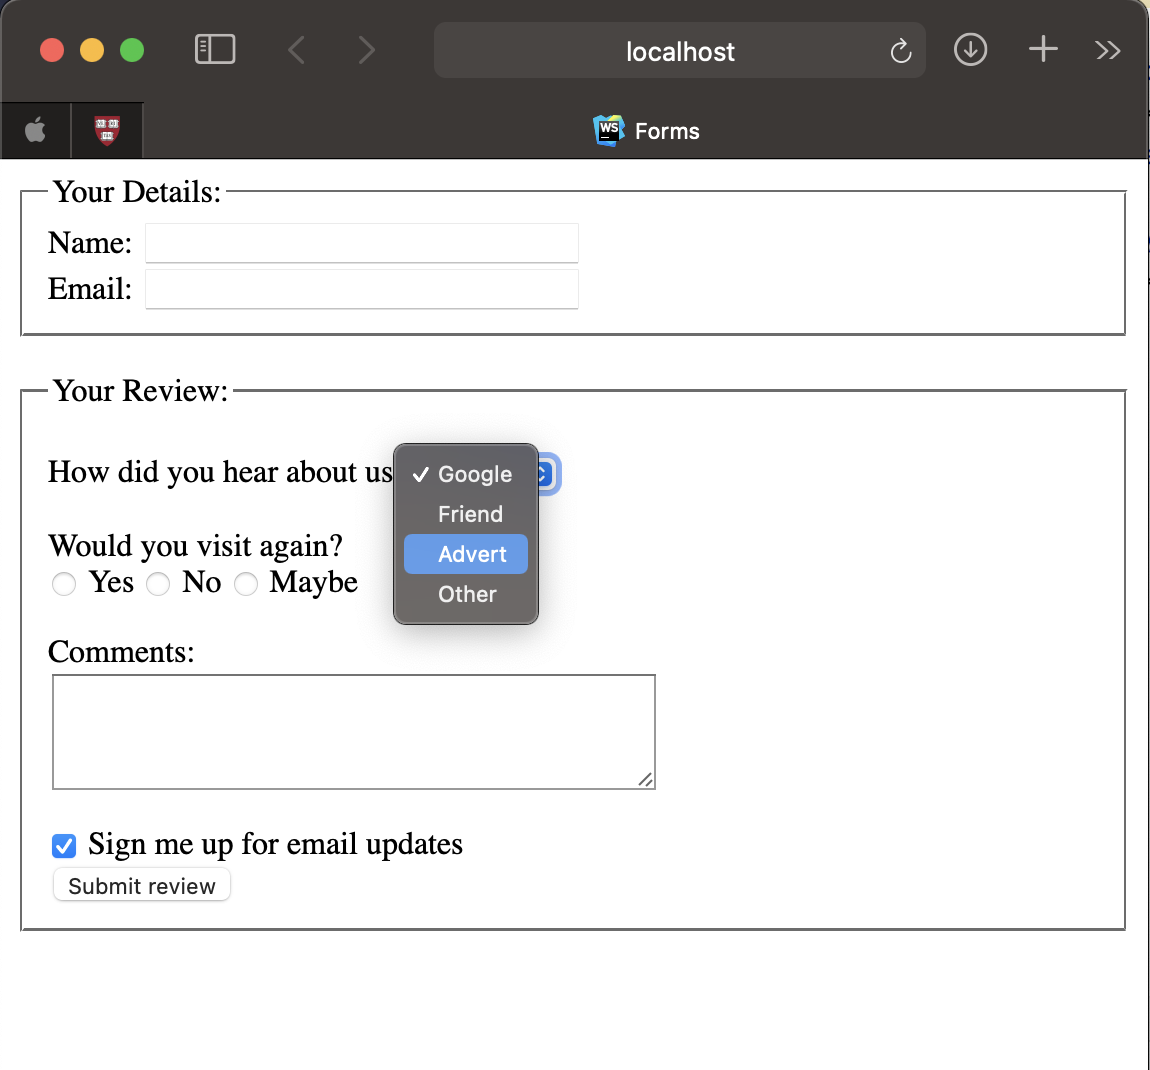 localhost
WS Forms
Your Details:
Name:
Email:
Your Review:
How did you hear about us
Google
Friend
Advert
Other
Would you visit again?
Yes No Maybe
Comments:
Sign me up for email updates
Submit review